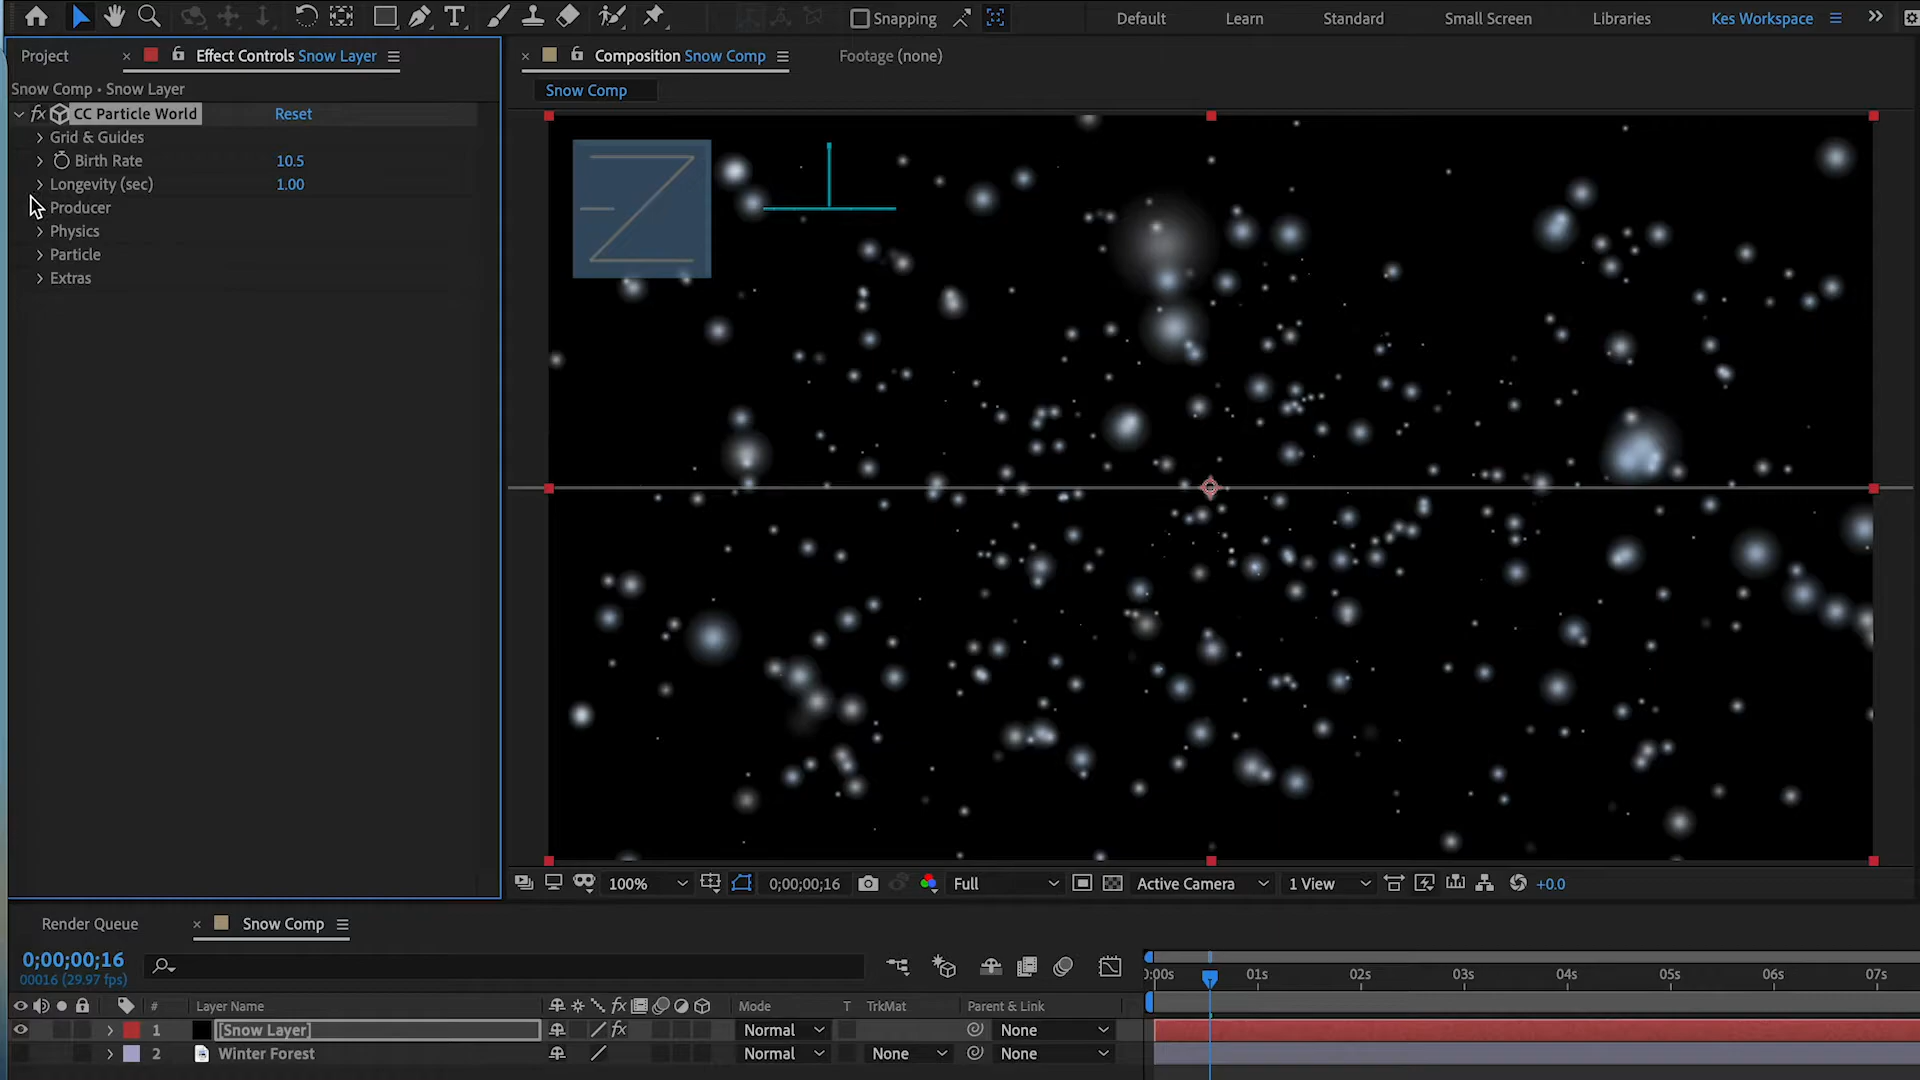 Snapping
Default
Learn
Standard
Small Screen
Libraries
Kes Workspace
Project
Effect Controls Snow Layer
Composition Snow Comp
Footage (none)
Snow Comp • Snow Layer
Snow Comp
fx CC Particle World
Reset
Grid & Guides
Birth Rate
10.5
Longevity (sec)
1.00
Producer
Physics
Particle
Extras
100%
0;00;00;16
Full
Active Camera
1 View
+0.0
Render Queue
Snow Comp
0;00;00;16
00016 (29.97 fps)
:00s
01s
02s
03s
04s
05s
06s
07s
#
Layer Name
fx
Mode
T
TrkMat
Parent & Link
1
[Snow Layer]
fx
Normal
None
2
Winter Forest
Normal
None
None